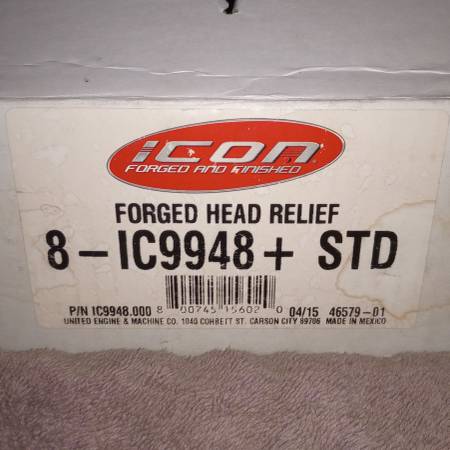 icon
FORGED AND FINISHED
FORGED HEAD RELIEF
8-IC9948+ STD
P/N IC9948.000 8 00745 15602 0 04/15 46579-01
UNITED ENGINE & MACHINE CO. 1040 CORBETT ST. CARSON CITY 89706 MADE IN MEXICO